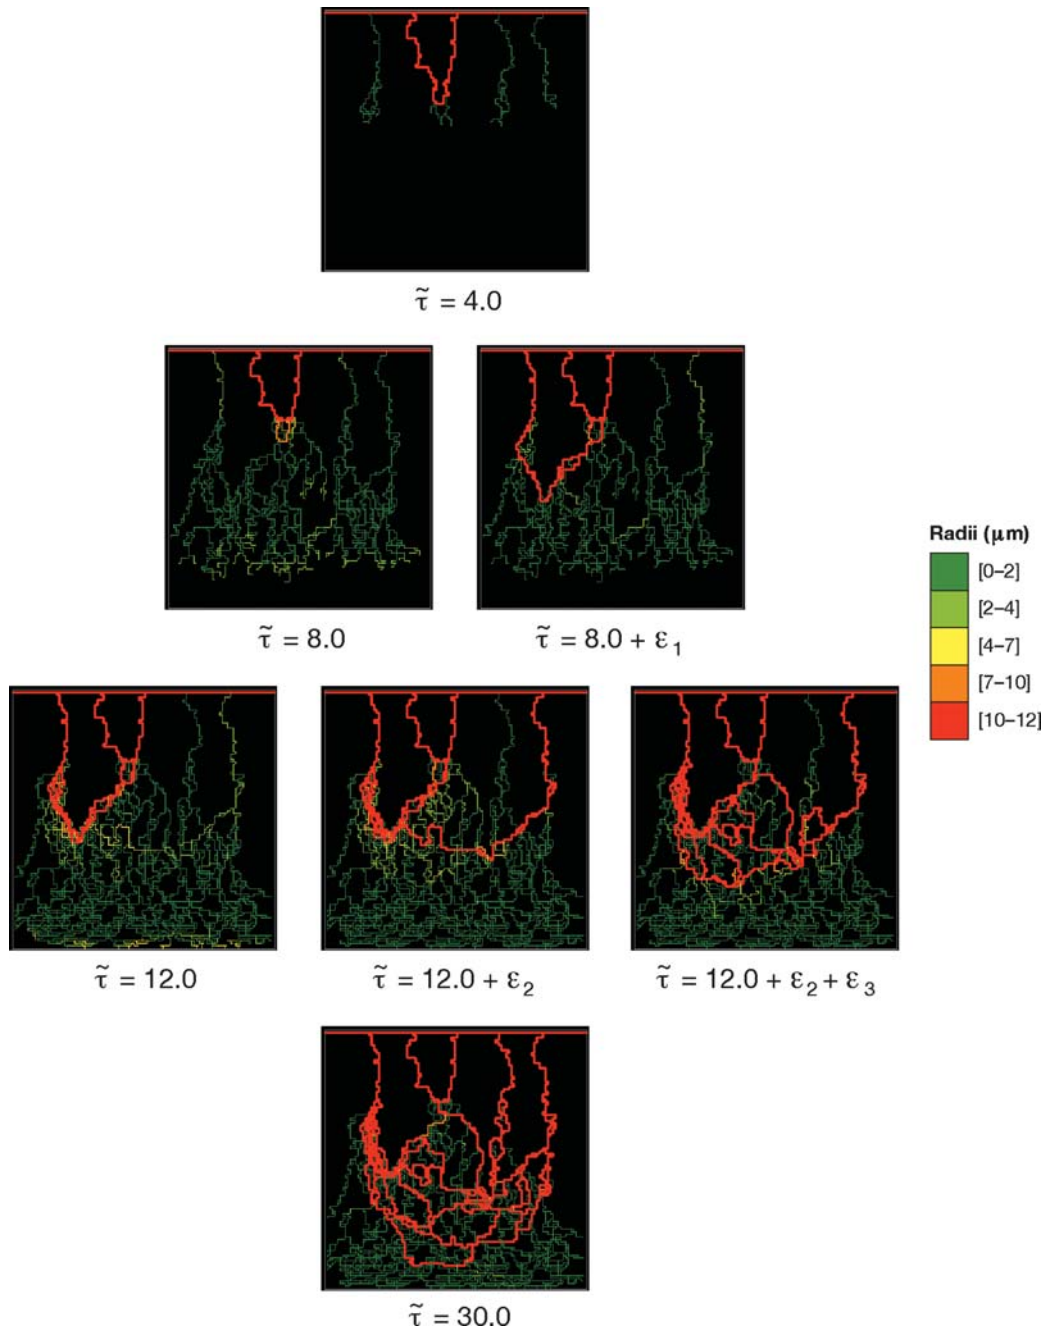 τ̃ = 4.0
τ̃ = 8.0
τ̃ = 8.0 + ε₁
Radii (μm)
[0–2]
[2–4]
[4–7]
[7–10]
[10–12]
τ̃ = 12.0
τ̃ = 12.0 + ε₂
τ̃ = 12.0 + ε₂ + ε₃
τ̃ = 30.0